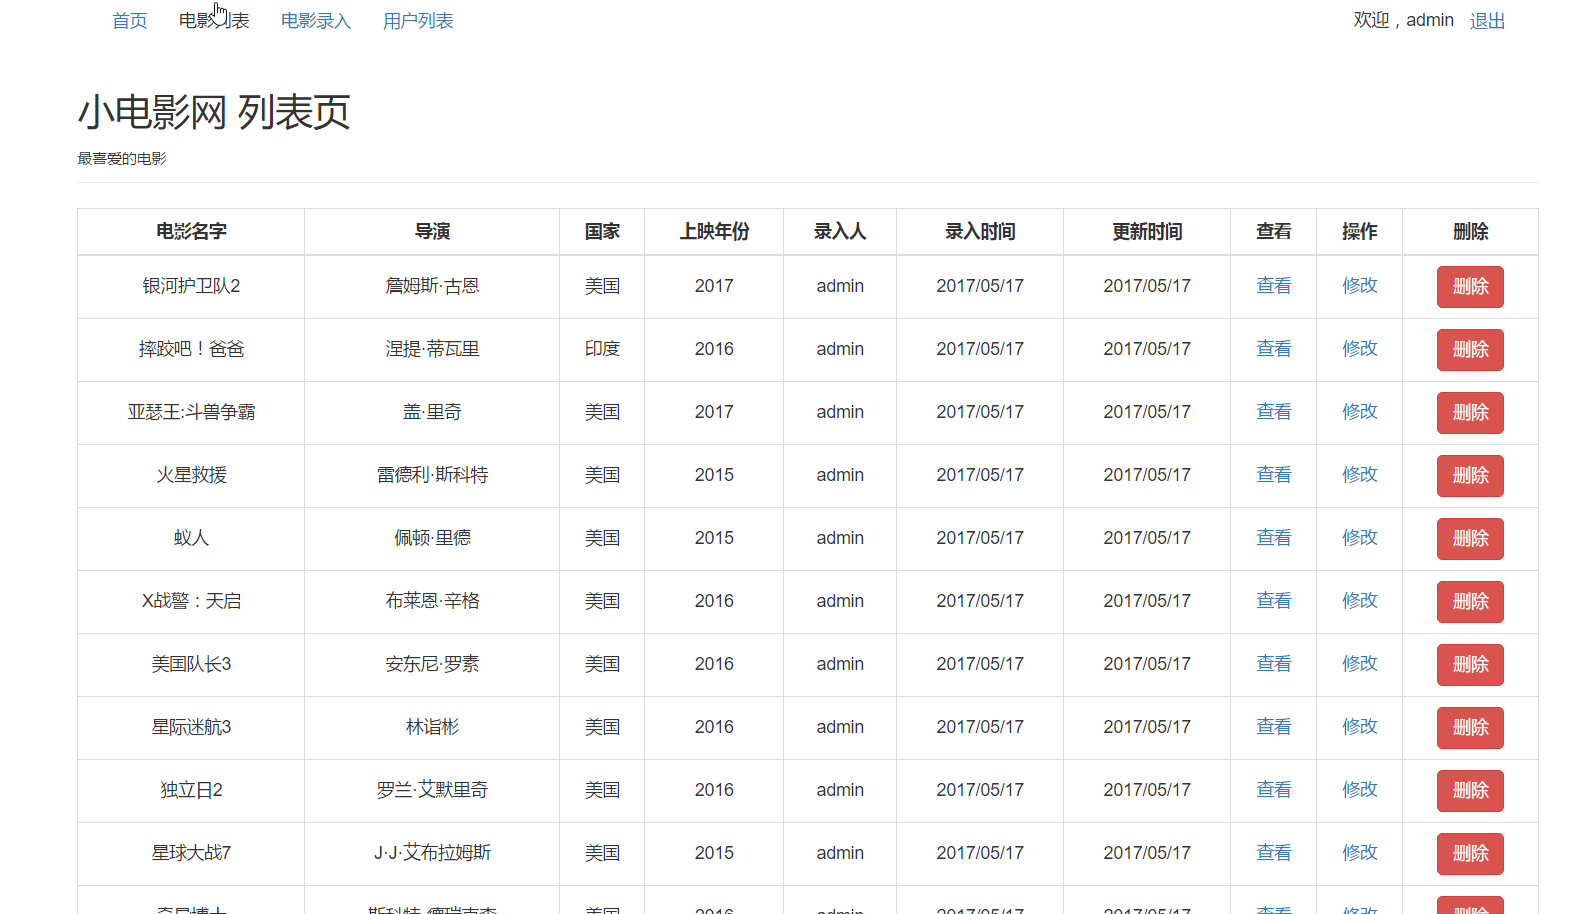 首页 电影列表 电影录入 用户列表 欢迎，admin 退出
小电影网 列表页
最喜爱的电影
电影名字 导演 国家 上映年份 录入人 录入时间 更新时间 查看 操作 删除
银河护卫队2 詹姆斯·古恩 美国 2017 admin 2017/05/17 2017/05/17 查看 修改 删除
摔跤吧！爸爸 涅提·蒂瓦里 印度 2016 admin 2017/05/17 2017/05/17 查看 修改 删除
亚瑟王:斗兽争霸 盖·里奇 美国 2017 admin 2017/05/17 2017/05/17 查看 修改 删除
火星救援 雷德利·斯科特 美国 2015 admin 2017/05/17 2017/05/17 查看 修改 删除
蚁人 佩顿·里德 美国 2015 admin 2017/05/17 2017/05/17 查看 修改 删除
X战警：天启 布莱恩·辛格 美国 2016 admin 2017/05/17 2017/05/17 查看 修改 删除
美国队长3 安东尼·罗素 美国 2016 admin 2017/05/17 2017/05/17 查看 修改 删除
星际迷航3 林诣彬 美国 2016 admin 2017/05/17 2017/05/17 查看 修改 删除
独立日2 罗兰·艾默里奇 美国 2016 admin 2017/05/17 2017/05/17 查看 修改 删除
星球大战7 J·J·艾布拉姆斯 美国 2015 admin 2017/05/17 2017/05/17 查看 修改 删除
美国 2016 admin 2017/05/17 2017/05/17 查看 修改 删除